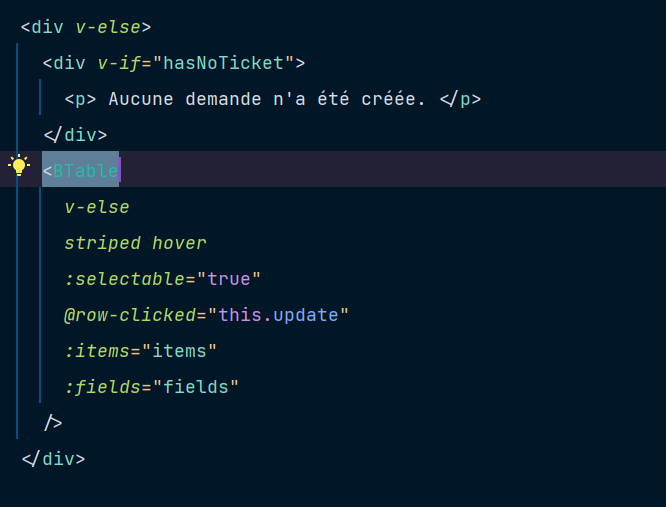 <div v-else>
<div v-if="hasNoTicket">
<p> Aucune demande n'a été créée. </p>
</div>
<BTable
v-else
striped hover
:selectable="true"
@row-clicked="this.update"
:items="items"
:fields="fields"
/>
</div>